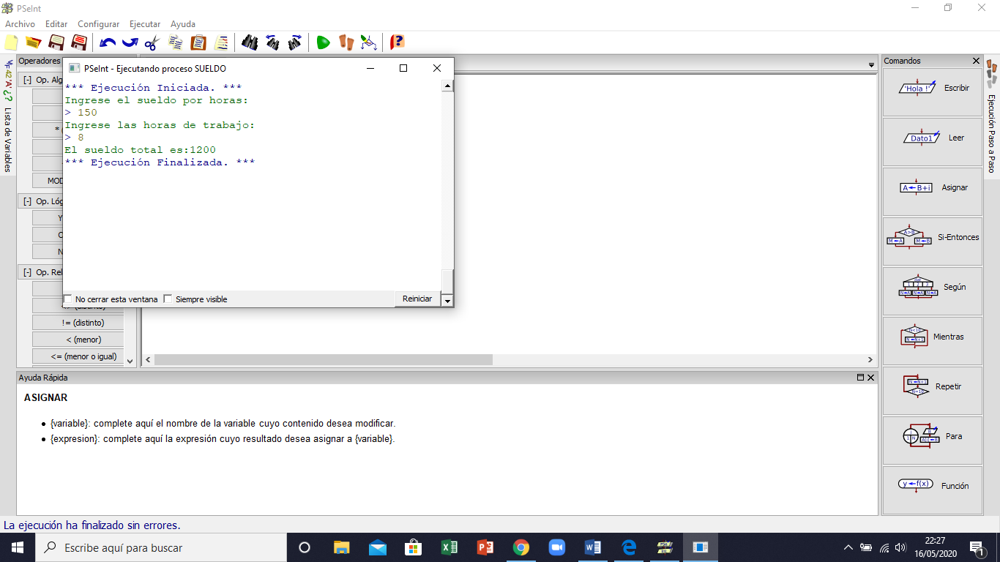 PSeInt
Archivo Editar Configurar Ejecutar Ayuda
42 'A' ¿?
Lista de Variables
Operadores
[-] Op. Alg
* (
MOD
[-] Op. Lóg
Y
[-] Op. Rel
<> (distinto)
!= (distinto)
< (menor)
<= (menor o igual)
PSeInt - Ejecutando proceso SUELDO
*** Ejecución Iniciada. ***
Ingrese el sueldo por horas:
> 150
Ingrese las horas de trabajo:
> 8
El sueldo total es:1200
*** Ejecución Finalizada. ***
No cerrar esta ventana Siempre visible Reiniciar
Comandos
'Hola !' Escribir
Dato1 Leer
A B+i Asignar
A>B M A M B Si-Entonces
Según
Mientras
Repetir
Para
y f(x) Función
Ejecución Paso a Paso
Ayuda Rápida
ASIGNAR
• {variable}: complete aquí el nombre de la variable cuyo contenido desea modificar.
• {expresion}: complete aquí la expresión cuyo resultado desea asignar a {variable}.
La ejecución ha finalizado sin errores.
Escribe aquí para buscar
22:27
16/05/2020
1